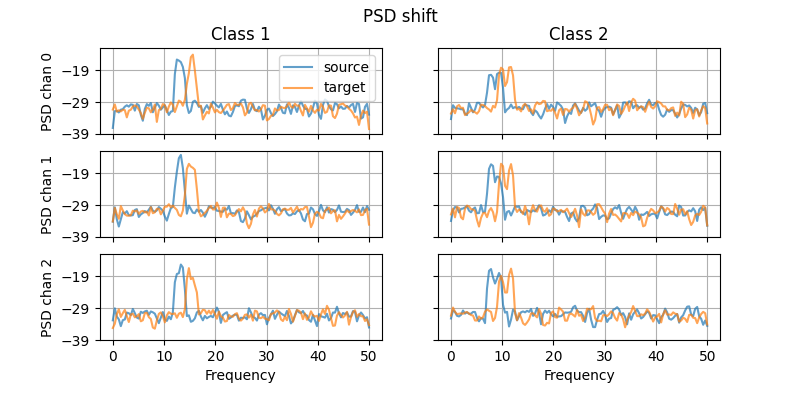 PSD shift
Class 1
Class 2
PSD chan 0
−19
−29
−39
source
target
PSD chan 1
−19
−29
−39
PSD chan 2
−19
−29
−39
0 10 20 30 40 50
0 10 20 30 40 50
Frequency
Frequency